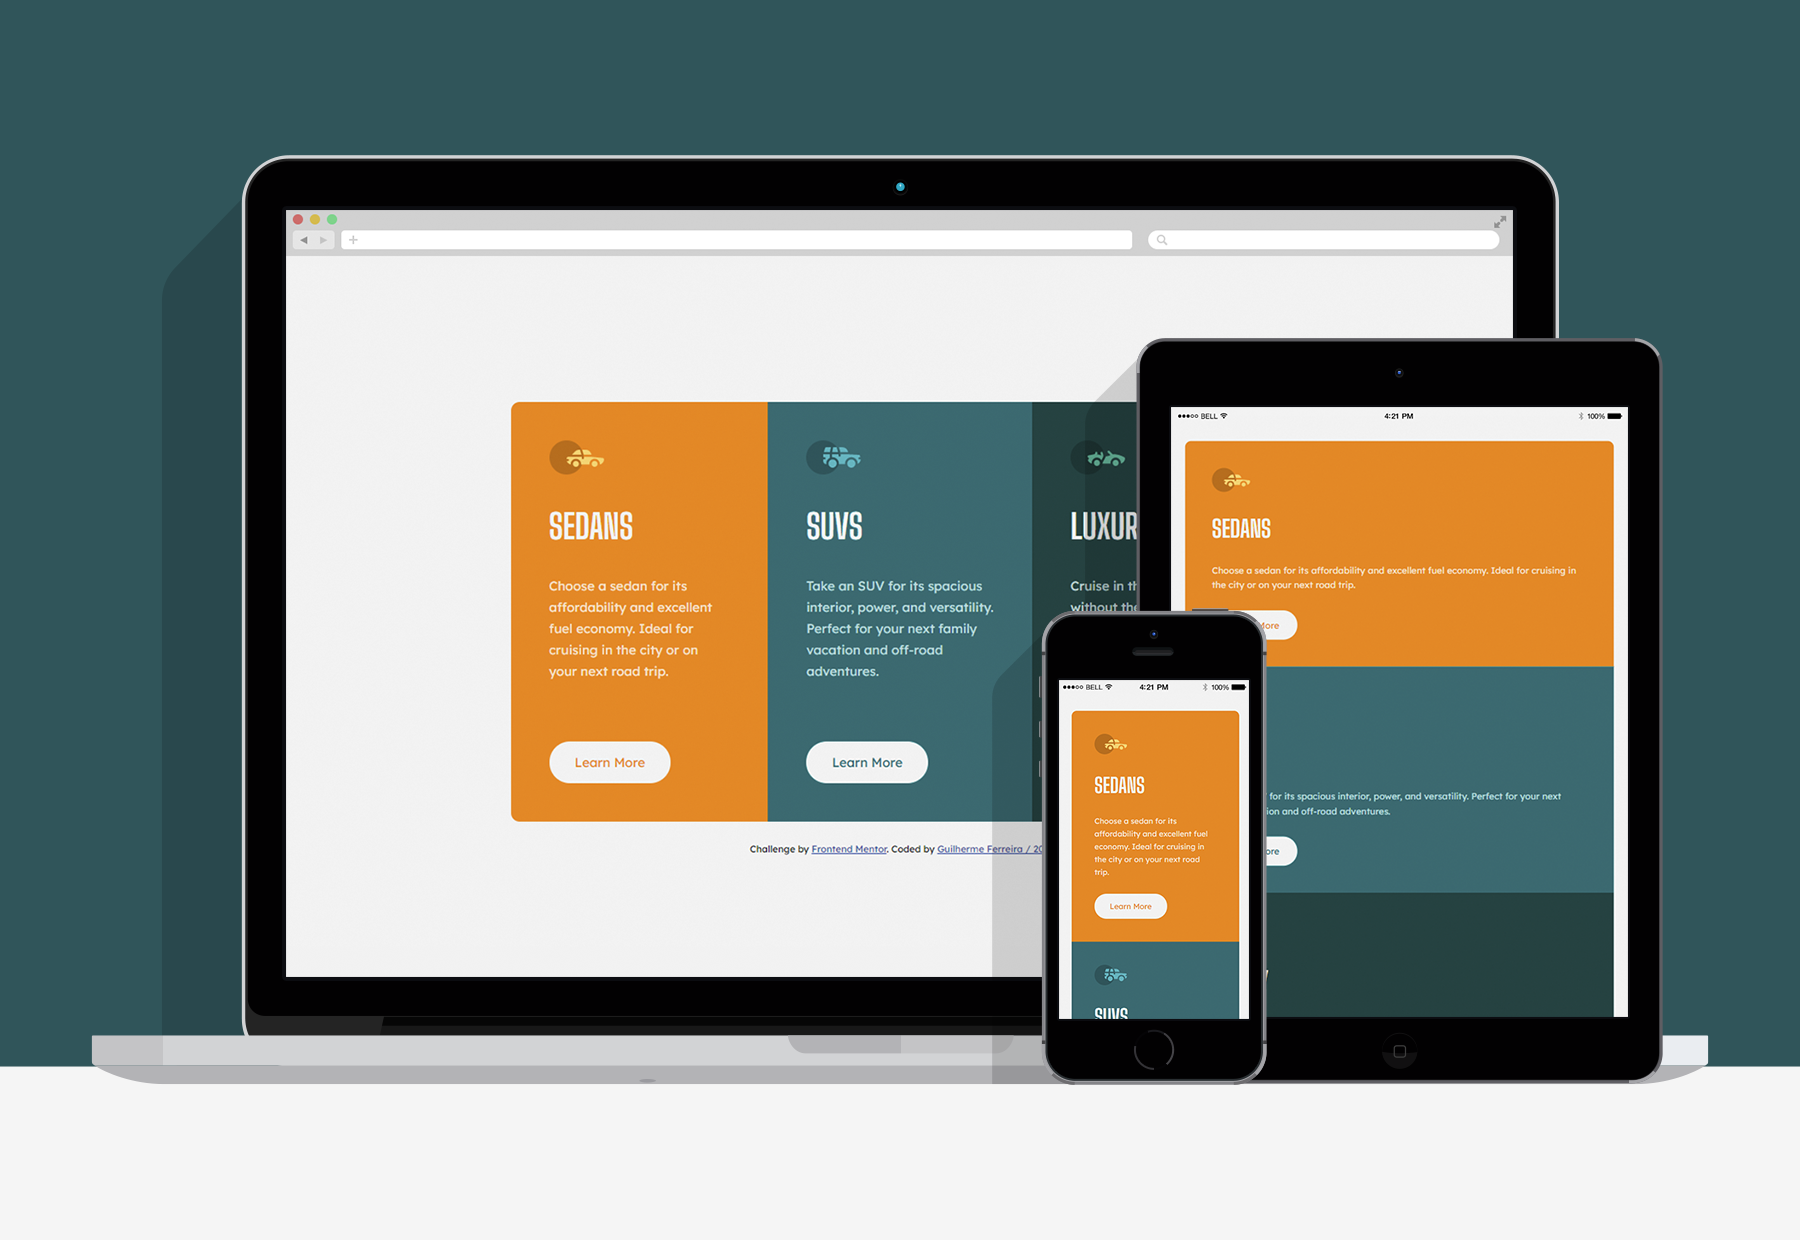 SEDANS
Choose a sedan for its
affordability and excellent
fuel economy. Ideal for
cruising in the city or on
your next road trip.
Learn More
SUVS
Take an SUV for its spacious
interior, power, and versatility.
Perfect for your next family
vacation and off-road
adventures.
Learn More
LUXUR
Cruise in th
without the
Challenge by Frontend Mentor. Coded by Guilherme Ferreira / 20
BELL 4:21 PM 100%
SEDANS
Choose a sedan for its affordability and excellent fuel economy. Ideal for cruising in
the city or on your next road trip.
More
for its spacious interior, power, and versatility. Perfect for your next
ion and off-road adventures.
ore
BELL 4:21 PM 100%
SEDANS
Choose a sedan for its
affordability and excellent fuel
economy. Ideal for cruising in
the city or on your next road
trip.
Learn More
SUVS